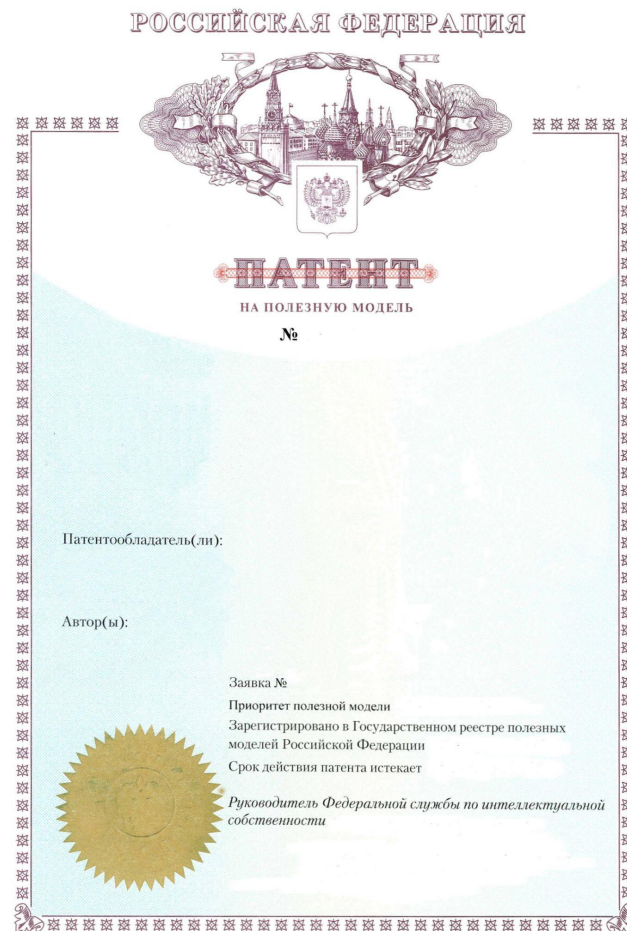 РОССИЙСКАЯ ФЕДЕРАЦИЯ
ПАТЕНТ
НА ПОЛЕЗНУЮ МОДЕЛЬ
№
Патентообладатель(ли):
Автор(ы):
Заявка №
Приоритет полезной модели
Зарегистрировано в Государственном реестре полезных
моделей Российской Федерации
Срок действия патента истекает
Руководитель Федеральной службы по интеллектуальной
собственности